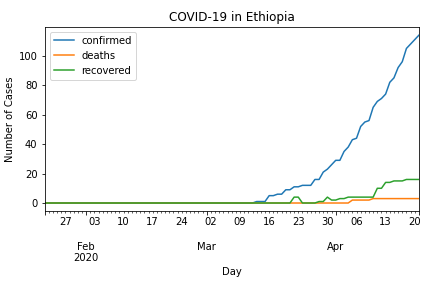 COVID-19 in Ethiopia
confirmed
deaths
recovered
Number of Cases
100
80
60
40
20
0
27 03 10 17 24 02 09 16 23 30 06 13 20
Feb Mar Apr
2020
Day